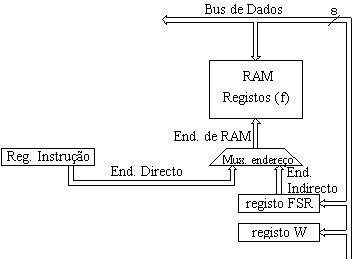 Bus de Dados
8
RAM
Registos (f)
End. de RAM
Reg. Instrução
Mux. endereço
End. Directo
End.
Indirecto
registo FSR
registo W